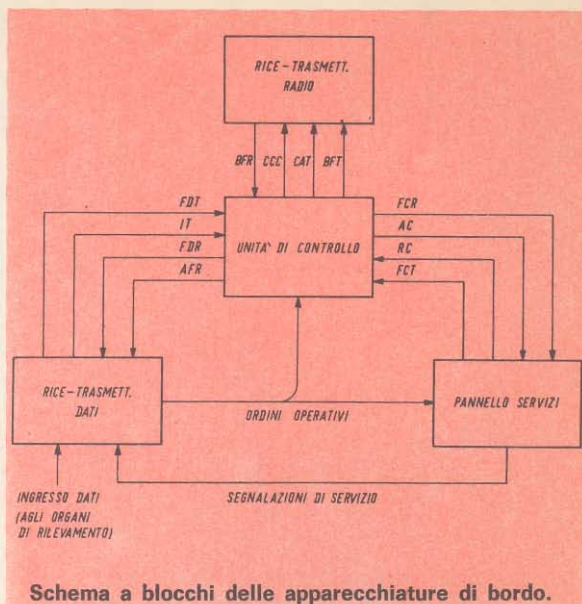 RICE-TRASMETT.
RADIO
BFR
CCC
CAT
BFT
FDT
IT
FDR
AFR
UNITA' DI CONTROLLO
FCR
AC
RC
FCT
RICE-TRASMETT.
DATI
ORDINI OPERATIVI
PANNELLO SERVIZI
INGRESSO DATI
(AGLI ORGANI
DI RILEVAMENTO)
SEGNALAZIONI DI SERVIZIO
Schema a blocchi delle apparecchiature di bordo.